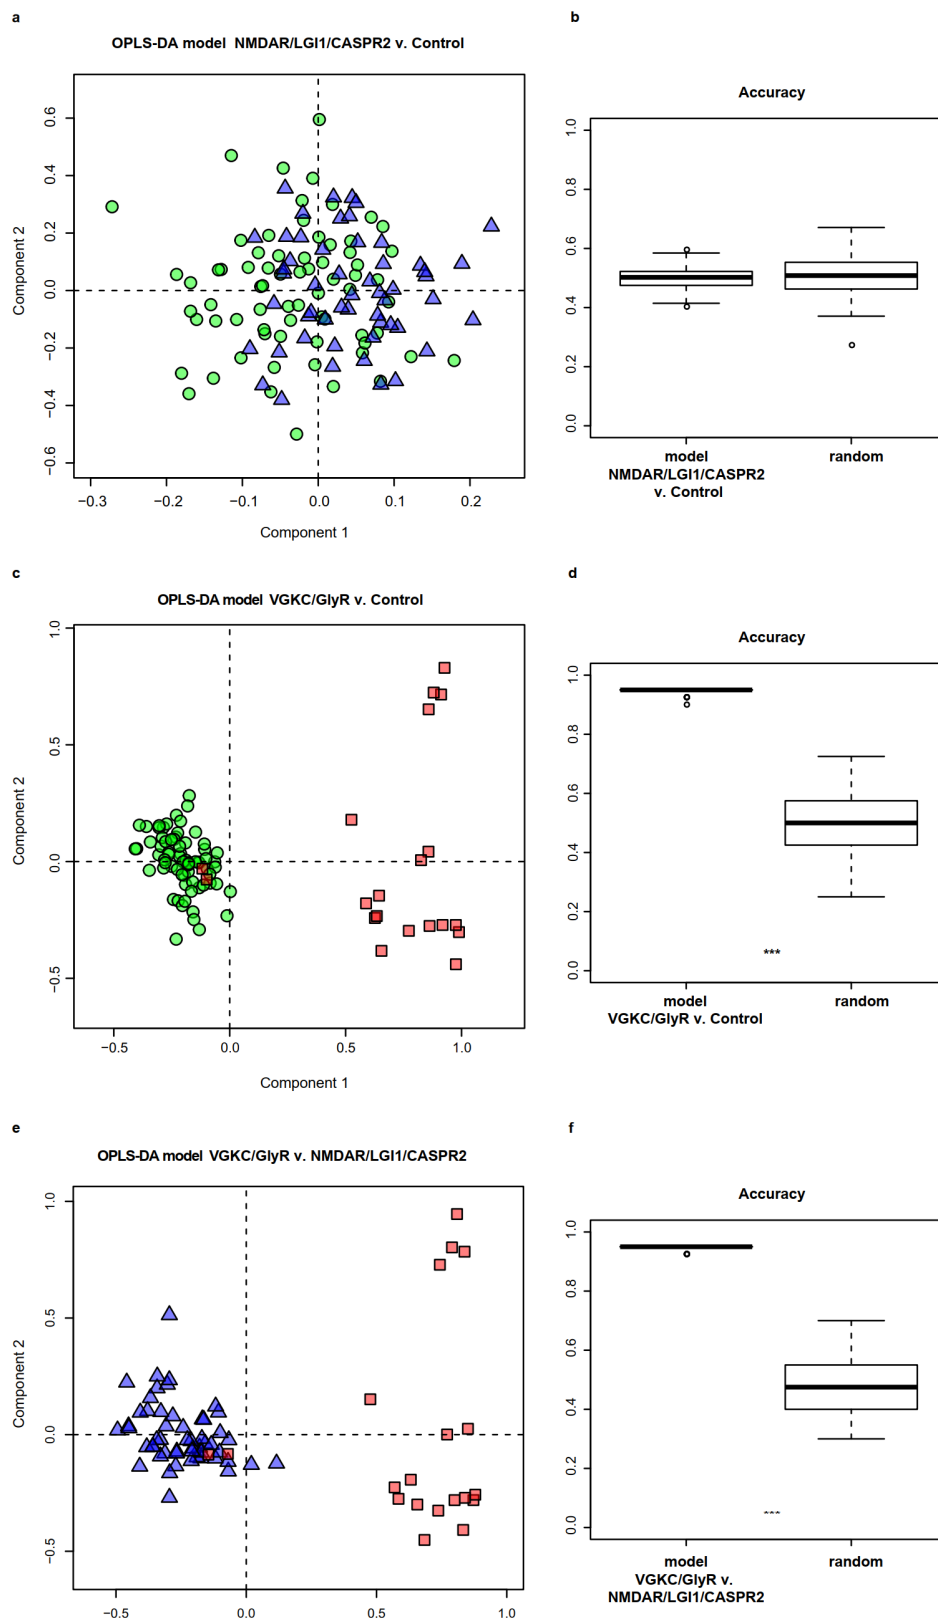 a
OPLS-DA model NMDAR/LGI1/CASPR2 v. Control
Component 2
0.6
0.4
0.2
0.0
−0.2
−0.4
−0.6
−0.3
−0.2
−0.1
0.0
0.1
0.2
Component 1
b
Accuracy
1.0
0.8
0.6
0.4
0.2
0.0
model
NMDAR/LGI1/CASPR2
v. Control
random
c
OPLS-DA model VGKC/GlyR v. Control
Component 2
1.0
0.5
0.0
−0.5
−0.5
0.0
0.5
1.0
Component 1
d
Accuracy
1.0
0.8
0.6
0.4
0.2
0.0
***
model
VGKC/GlyR v. Control
random
e
OPLS-DA model VGKC/GlyR v. NMDAR/LGI1/CASPR2
Component 2
1.0
0.5
0.0
−0.5
−0.5
0.0
0.5
1.0
f
Accuracy
1.0
0.8
0.6
0.4
0.2
0.0
***
model
VGKC/GlyR v.
NMDAR/LGI1/CASPR2
random